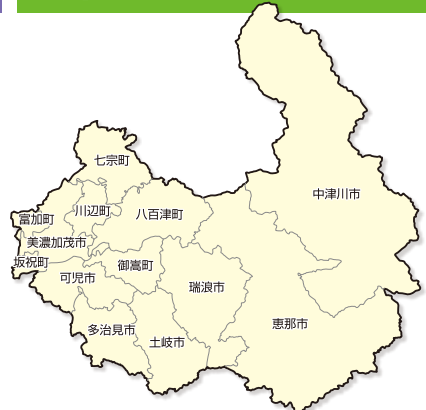 七宗町
中津川市
川辺町
八百津町
富加町
美濃加茂市
坂祝町
御嵩町
可児市
瑞浪市
恵那市
多治見市
土岐市